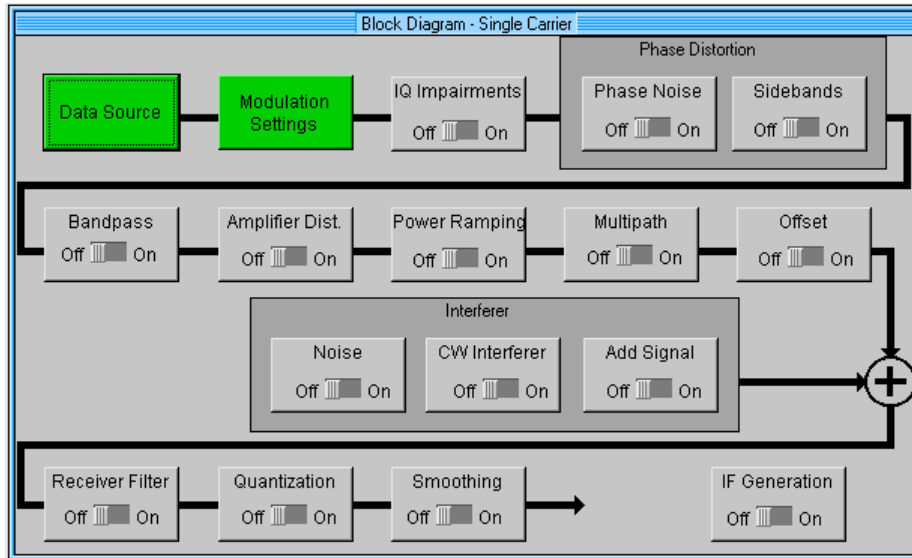 Block Diagram - Single Carrier
Phase Distortion
Data Source
Modulation
Settings
IQ Impairments
Off On
Phase Noise
Off On
Sidebands
Off On
Bandpass
Off On
Amplifier Dist.
Off On
Power Ramping
Off On
Multipath
Off On
Offset
Off On
Interferer
Noise
Off On
CW Interferer
Off On
Add Signal
Off On
Receiver Filter
Off On
Quantization
Off On
Smoothing
Off On
IF Generation
Off On